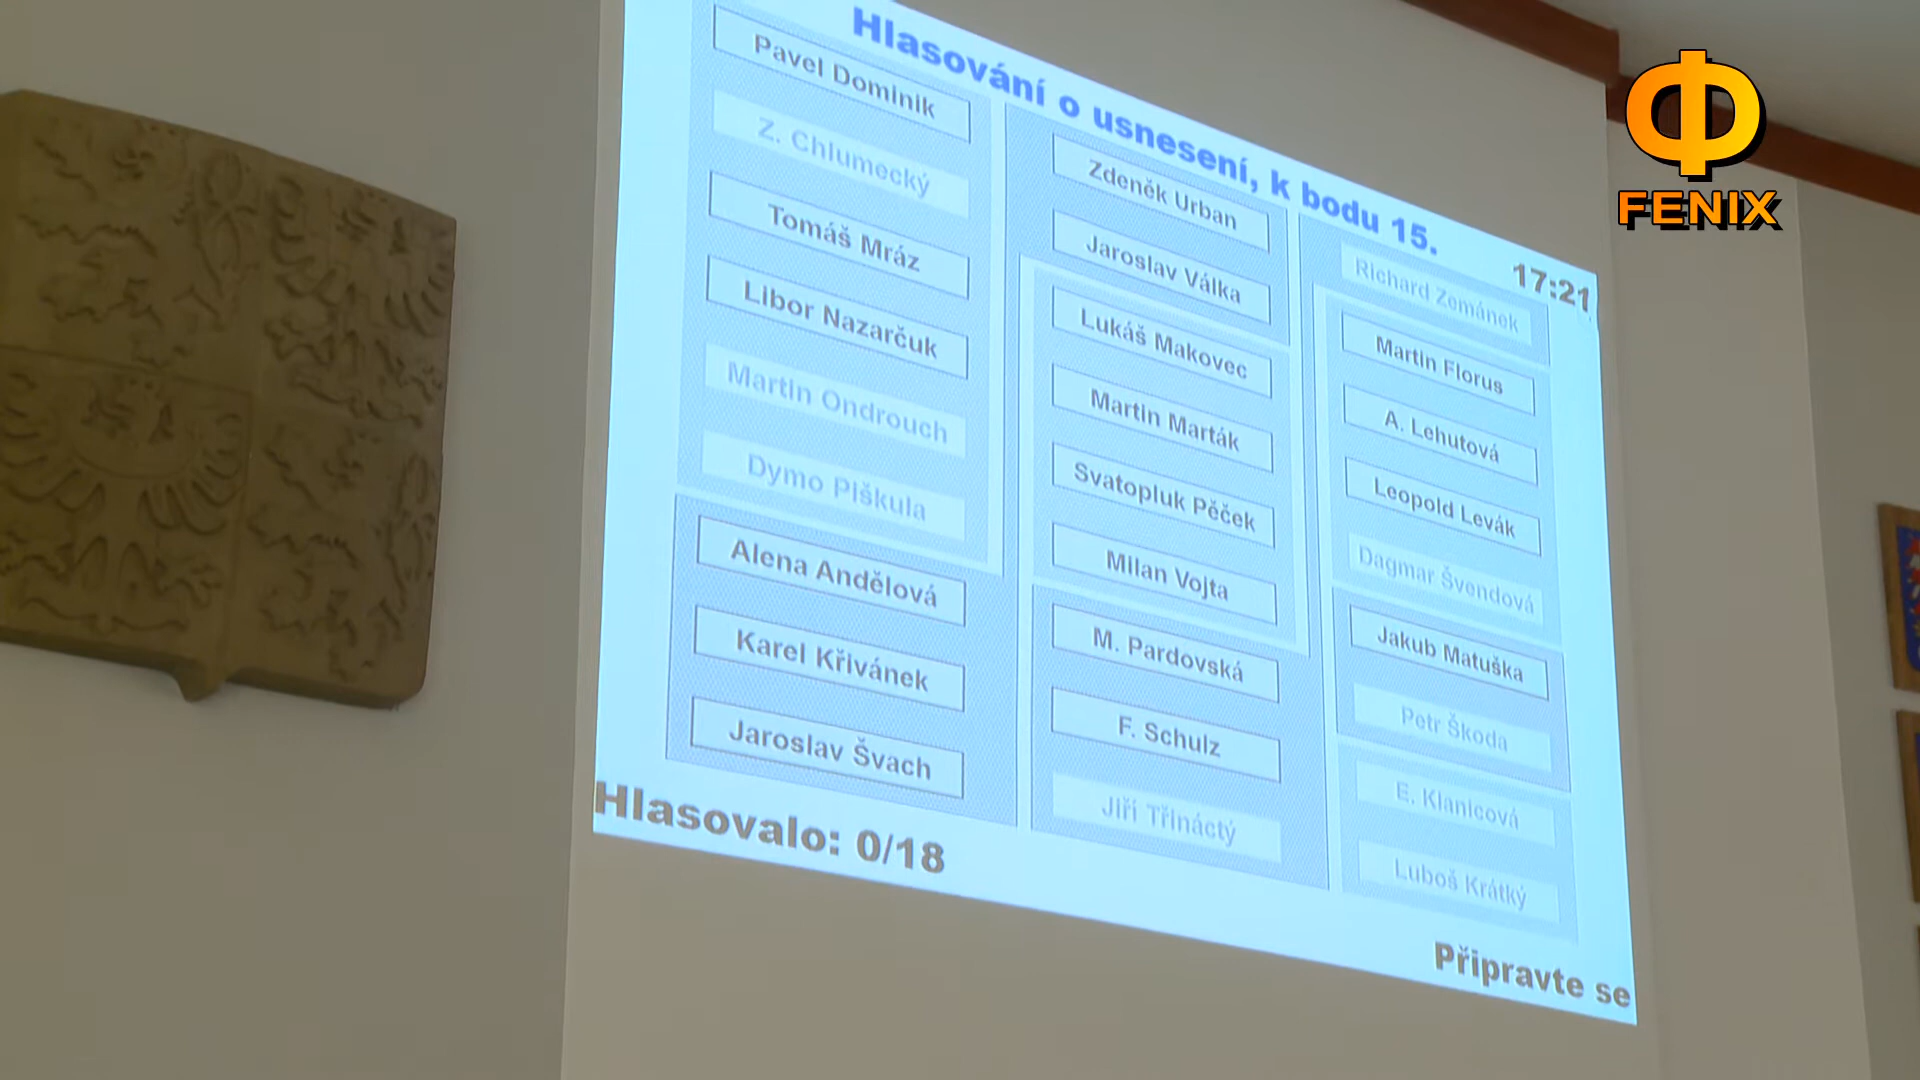 Hlasování o usnesení, k bodu 15.
17:21
Pavel Dominik
Z. Chlumecký
Tomáš Mráz
Libor Nazarčuk
Martin Ondrouch
Dymo Piškula
Alena Andělová
Karel Křivánek
Jaroslav Švach
Zdeněk Urban
Jaroslav Válka
Lukáš Makovec
Martin Marták
Svatopluk Pěček
Milan Vojta
M. Pardovská
F. Schulz
Jiří Třináctý
Richard Zemánek
Martin Florus
A. Lehutová
Leopold Levák
Dagmar Švendová
Jakub Matuška
Petr Škoda
E. Klanicová
Luboš Krátký
Hlasovalo: 0/18
Připravte se
FENIX